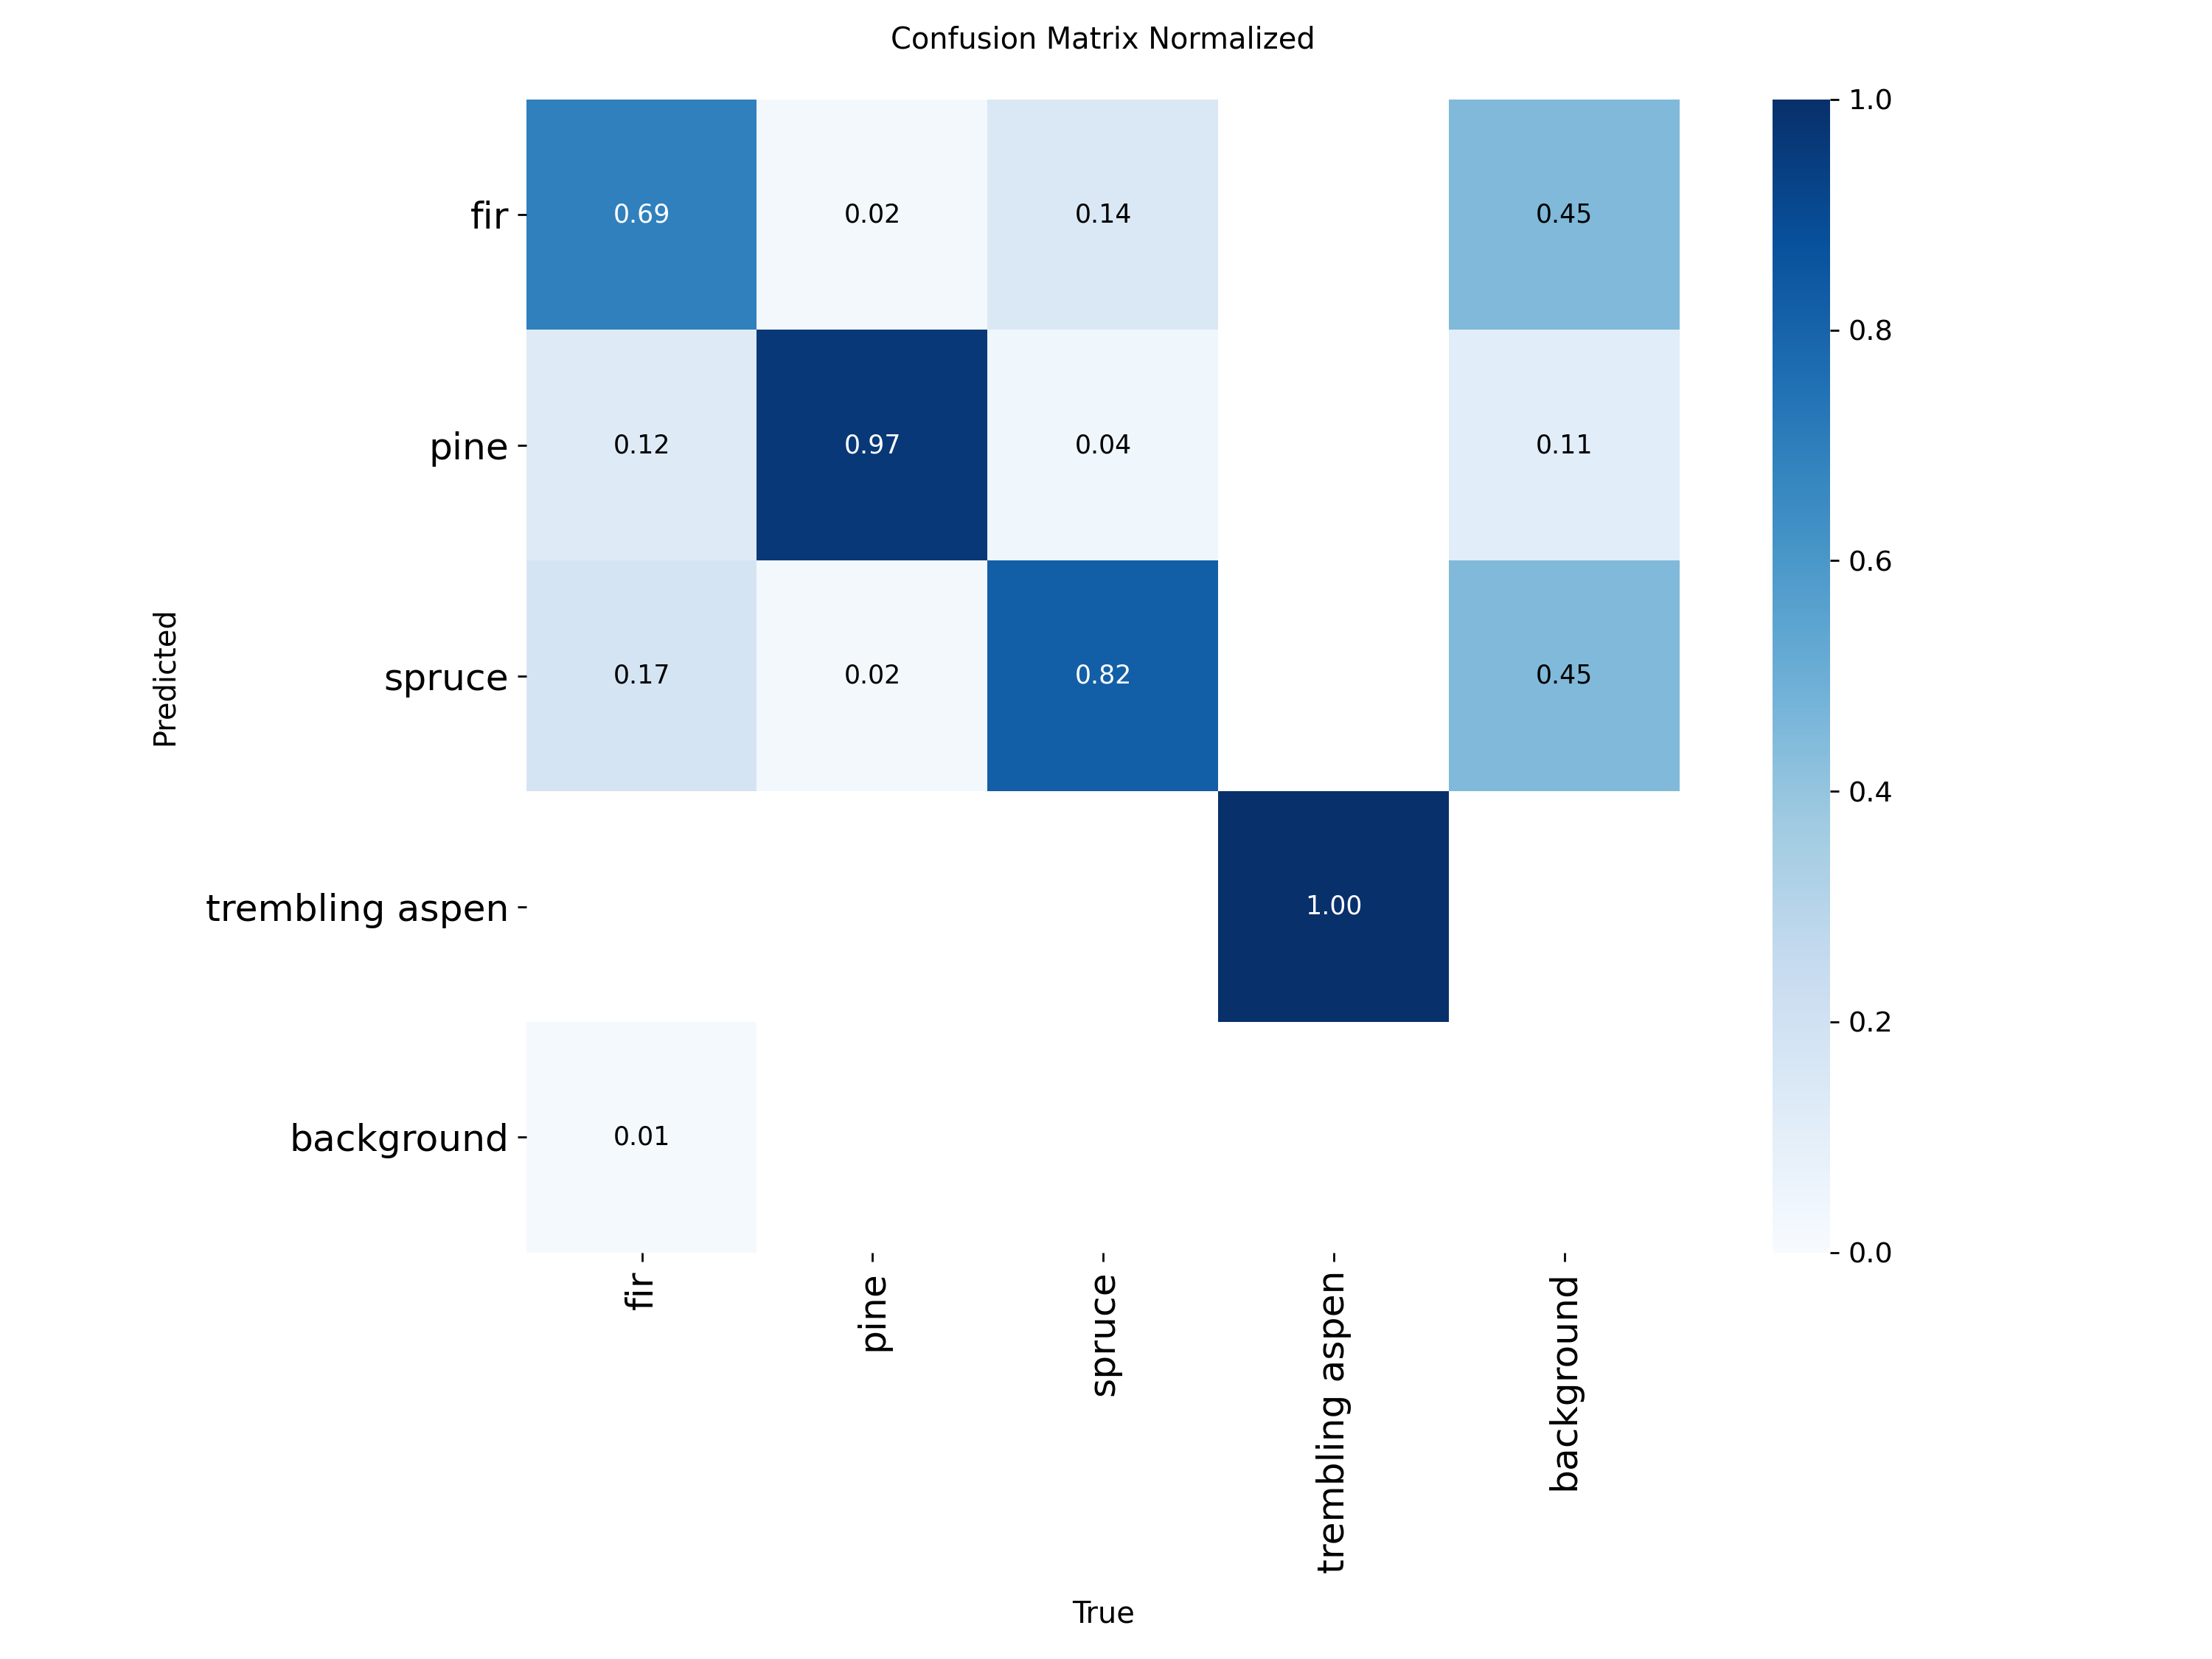 Confusion Matrix Normalized
fir
0.69
0.02
0.14
0.45
pine
0.12
0.97
0.04
0.11
spruce
0.17
0.02
0.82
0.45
trembling aspen
1.00
background
0.01
Predicted
fir
pine
spruce
trembling aspen
background
True
1.0
0.8
0.6
0.4
0.2
0.0